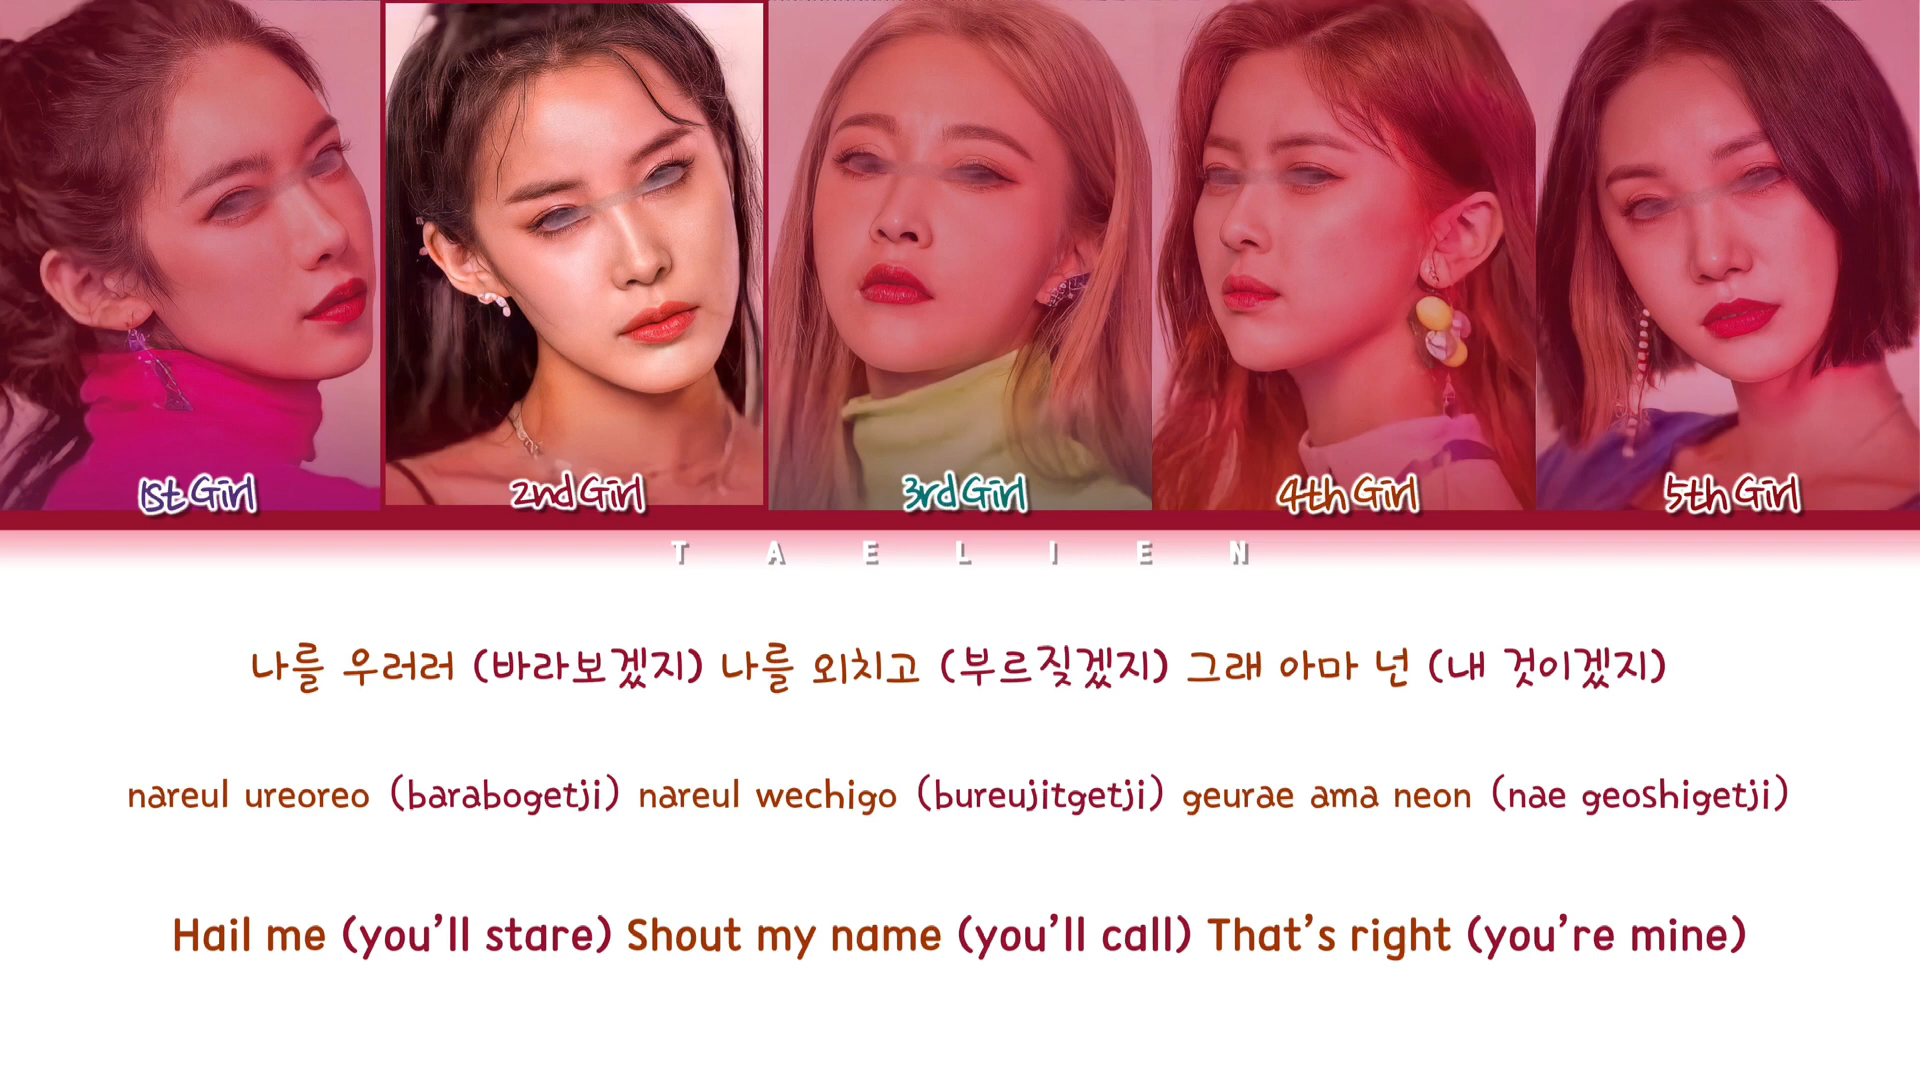 1st Girl 2nd Girl 3rd Girl 4th Girl 5th Girl
TAELIEN
나를 우러러 (바라보겠지) 나를 외치고 (부르짖겠지) 그래 아마 넌 (내 것이겠지)
nareul ureoreo (barabogetji) nareul wechigo (bureujitgetji) geurae ama neon (nae geoshigetji)
Hail me (you’ll stare) Shout my name (you’ll call) That’s right (you’re mine)